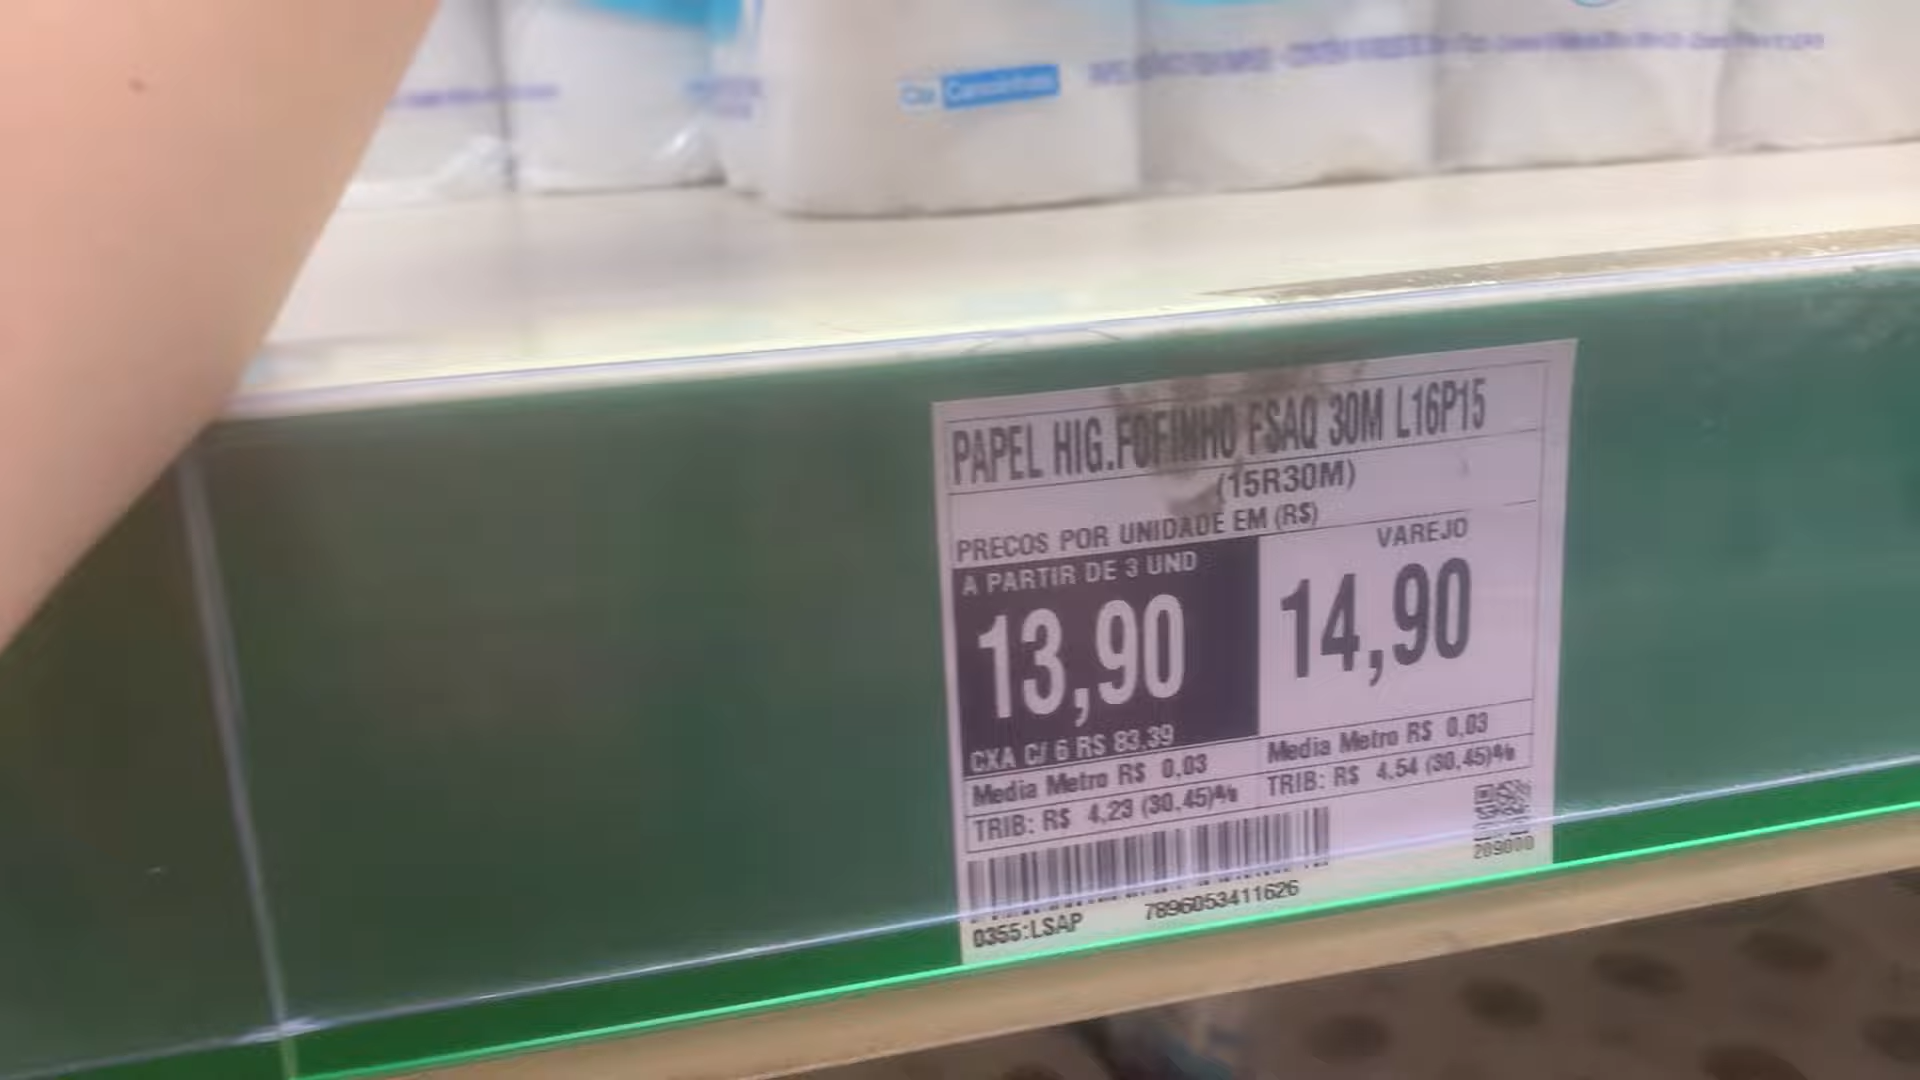 PAPEL HIG.FOFINHO FSAQ 30M L16P15
(15R30M)
PRECOS POR UNIDADE EM (R$)
A PARTIR DE 3 UND
13,90
CXA C/ 6 R$ 83,39
Media Metro R$ 0,03
TRIB: R$ 4,23 (30,45)%
VAREJO
14,90
Media Metro R$ 0,03
TRIB: R$ 4,54 (30,45)%
209000
0355:LSAP 7896053411626